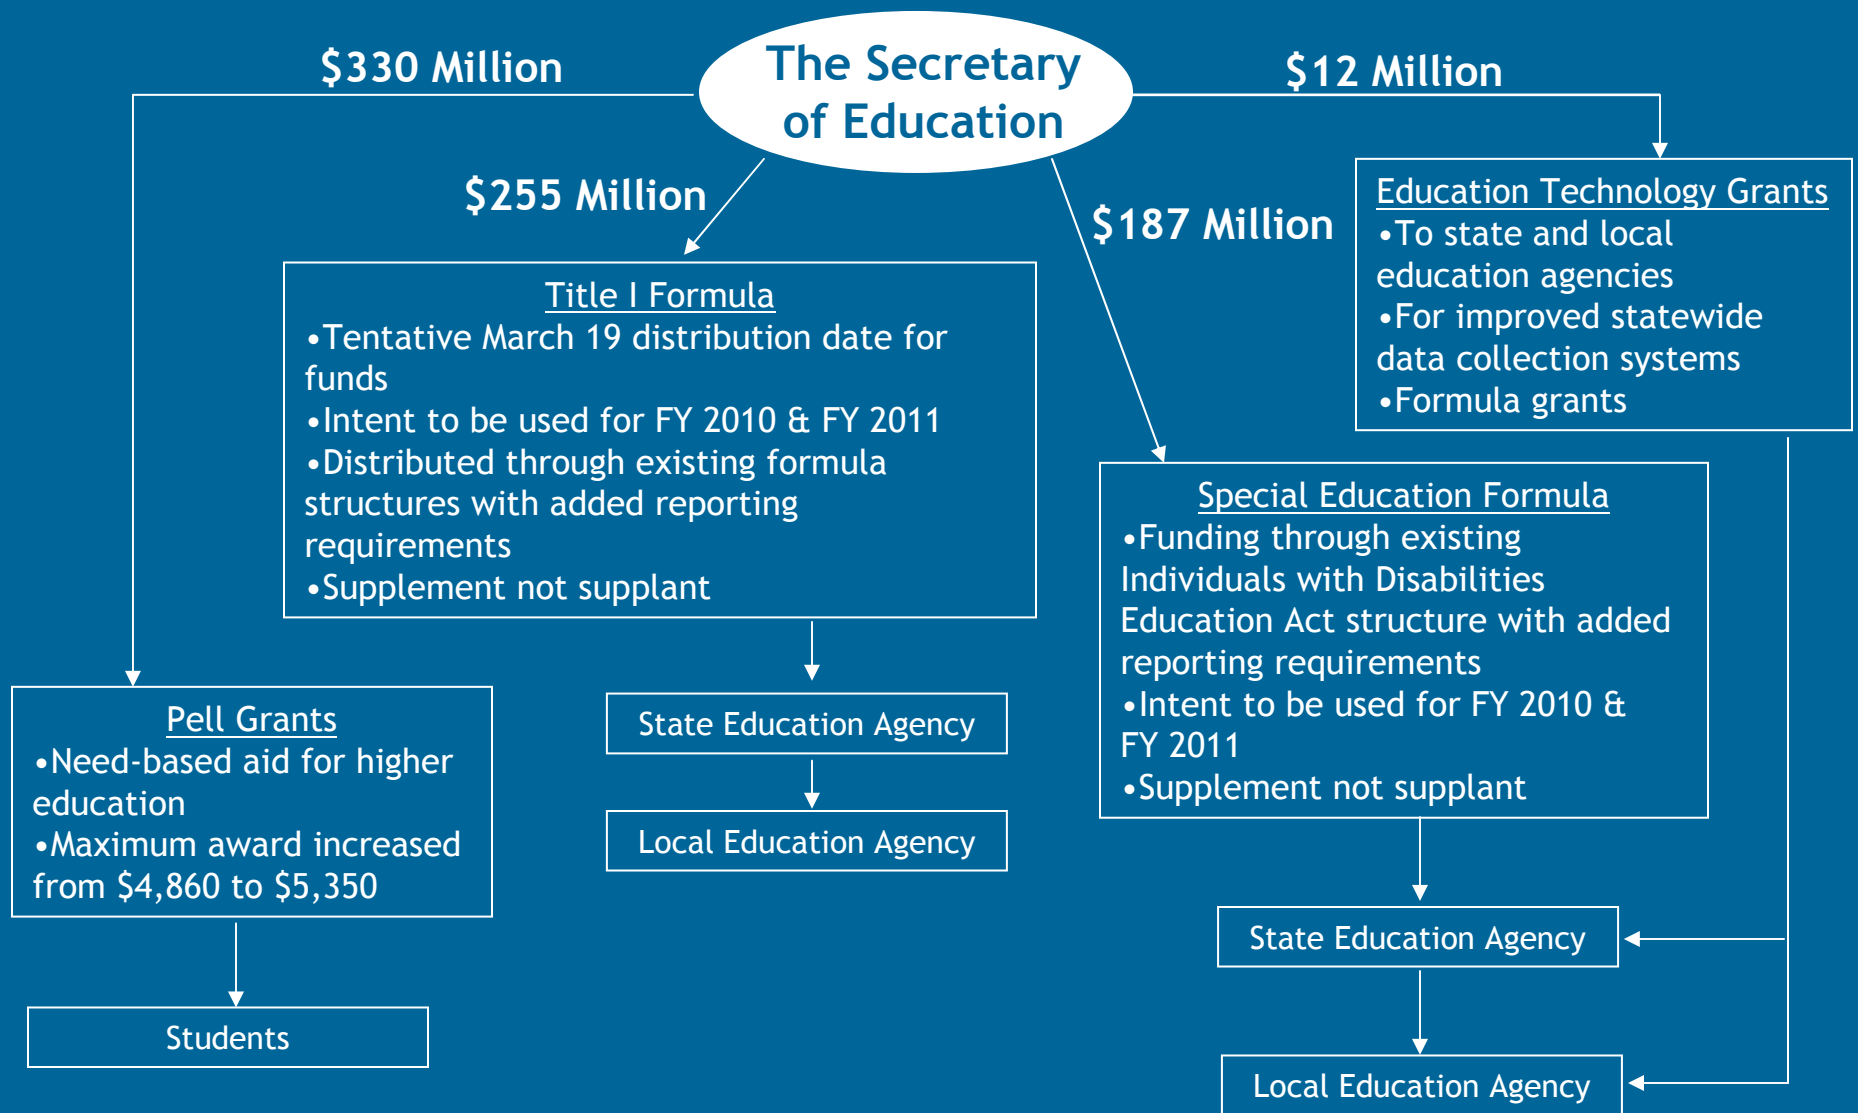 The Secretary
of Education
$330 Million
$12 Million
$255 Million
$187 Million
Education Technology Grants
•To state and local
education agencies
•For improved statewide
data collection systems
•Formula grants
Title I Formula
•Tentative March 19 distribution date for
funds
•Intent to be used for FY 2010 & FY 2011
•Distributed through existing formula
structures with added reporting
requirements
•Supplement not supplant
Special Education Formula
•Funding through existing
Individuals with Disabilities
Education Act structure with added
reporting requirements
•Intent to be used for FY 2010 &
FY 2011
•Supplement not supplant
Pell Grants
•Need-based aid for higher
education
•Maximum award increased
from $4,860 to $5,350
State Education Agency
Local Education Agency
State Education Agency
Students
Local Education Agency